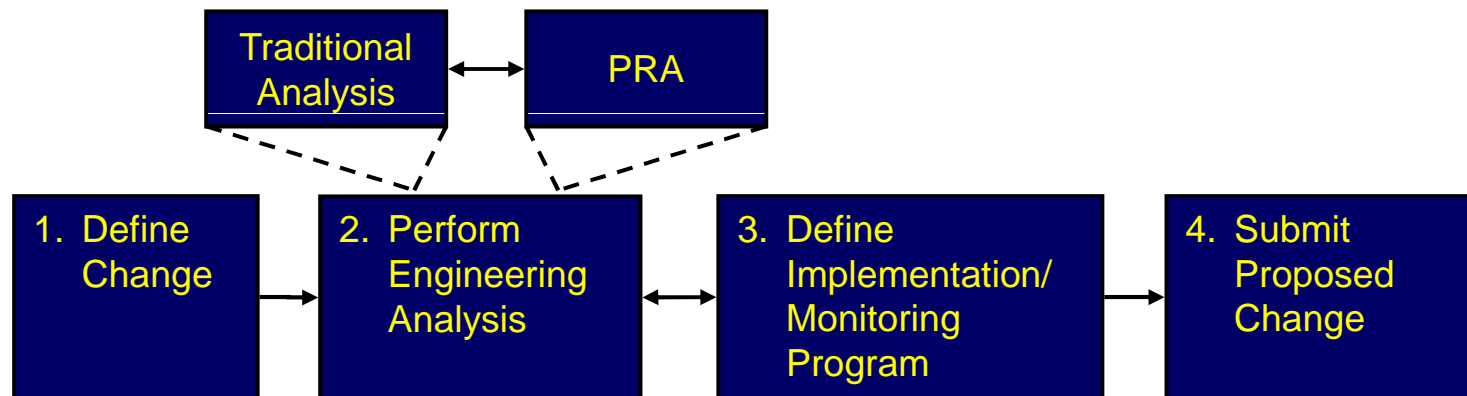 Traditional
Analysis
PRA
1. Define
Change
2. Perform
Engineering
Analysis
3. Define
Implementation/
Monitoring
Program
4. Submit
Proposed
Change